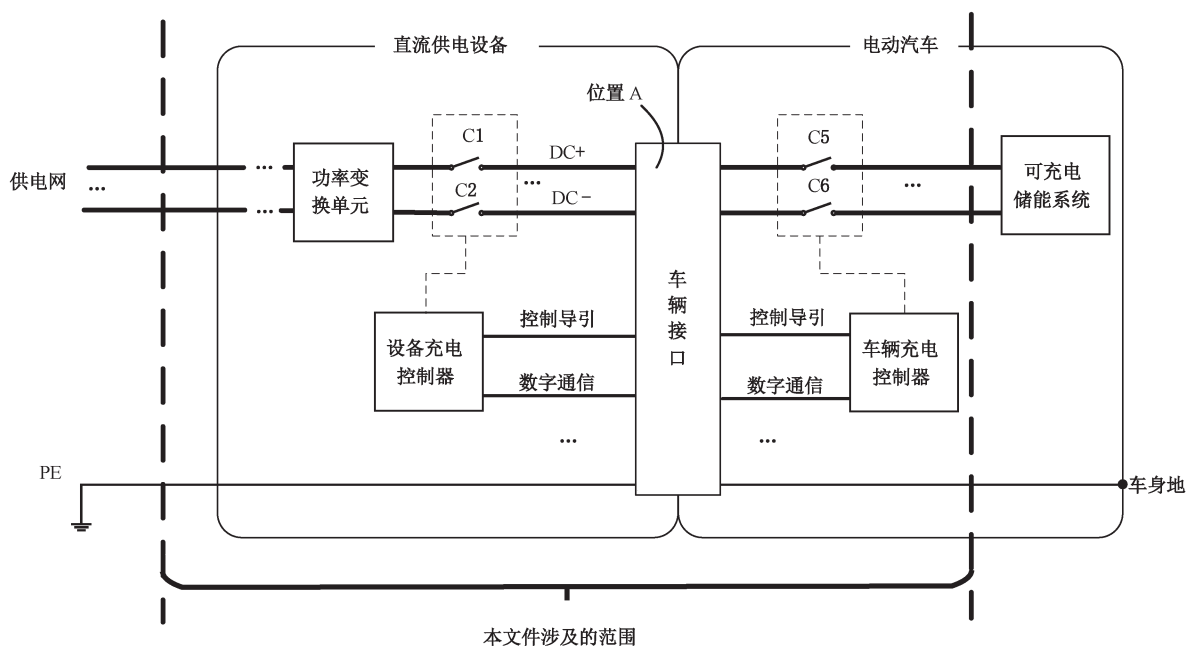 直流供电设备
电动汽车
位置 A
C1
C5
DC+
供电网
...
...
功率变
换单元
C2
...
DC-
C6
...
可充电
储能系统
...
车
辆
接
口
控制导引
控制导引
设备充电
控制器
车辆充电
控制器
数字通信
数字通信
...
...
PE
车身地
本文件涉及的范围